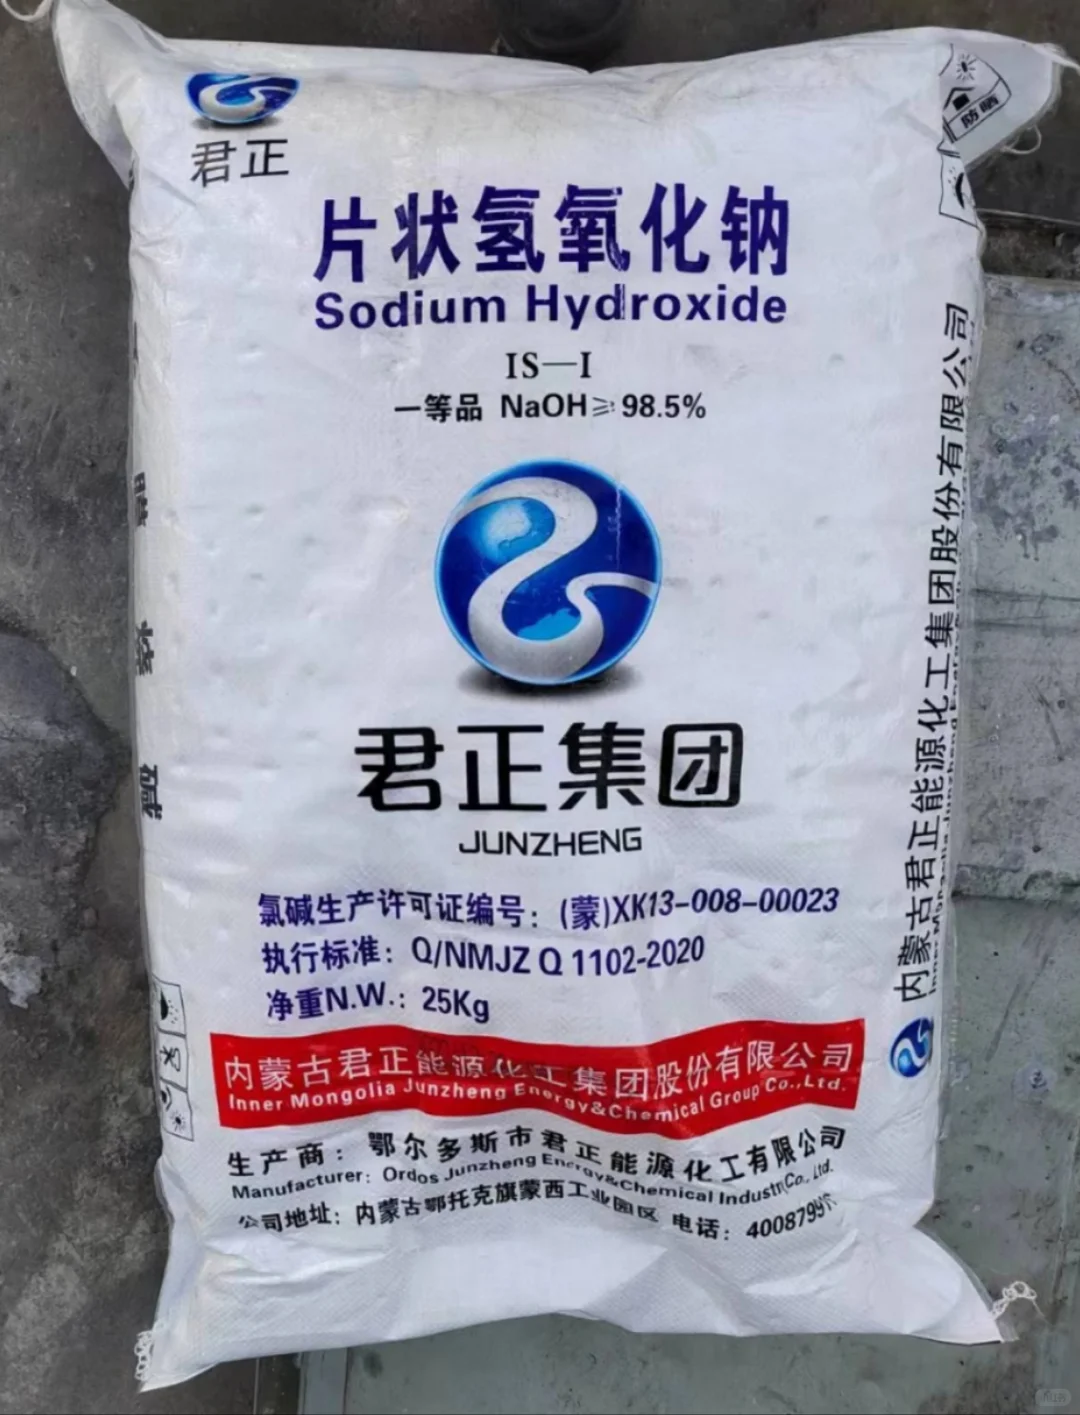 君正
防晒
片状氢氧化钠
Sodium Hydroxide
IS—I
一等品 NaOH≥98.5%
君正集团
JUNZHENG
氯碱生产许可证编号：(蒙)XK13-008-00023
执行标准：Q/NMJZ Q 1102-2020
净重N.W.：25Kg
内蒙古君正能源化工集团股份有限公司
Inner Mongolia Junzheng Energy&Chemical Group Co.,Ltd.
生产商：鄂尔多斯市君正能源化工有限公司
Manufacturer: Ordos Junzheng Energy&Chemical Industry Co., Ltd.
公司地址：内蒙古鄂托克旗蒙西工业园区 电话：4008799
内蒙古君正能源化工集团股份有限公司
Inner Mongolia Junzheng Energy
烧碱